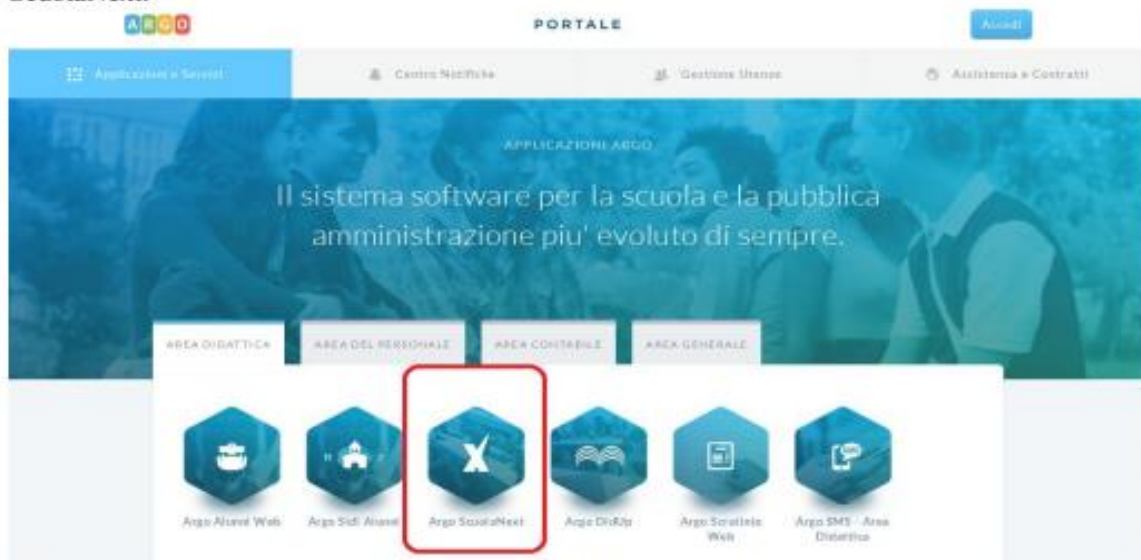 ARGO
PORTALE
Accedi
Applicazioni e Servizi
Centro Notifiche
Gestione Utenze
Assistenza e Contratti
APPLICAZIONI ARGO
Il sistema software per la scuola e la pubblica
amministrazione piu' evoluto di sempre.
AREA DIDATTICA
AREA DEL PERSONALE
AREA CONTABILE
AREA GENERALE
Argo Alunni Web
Argo Sidi Alunni
Argo ScuolaNext
Argo DidUp
Argo Scrutinio
Web
Argo SMS - Area
Didattica